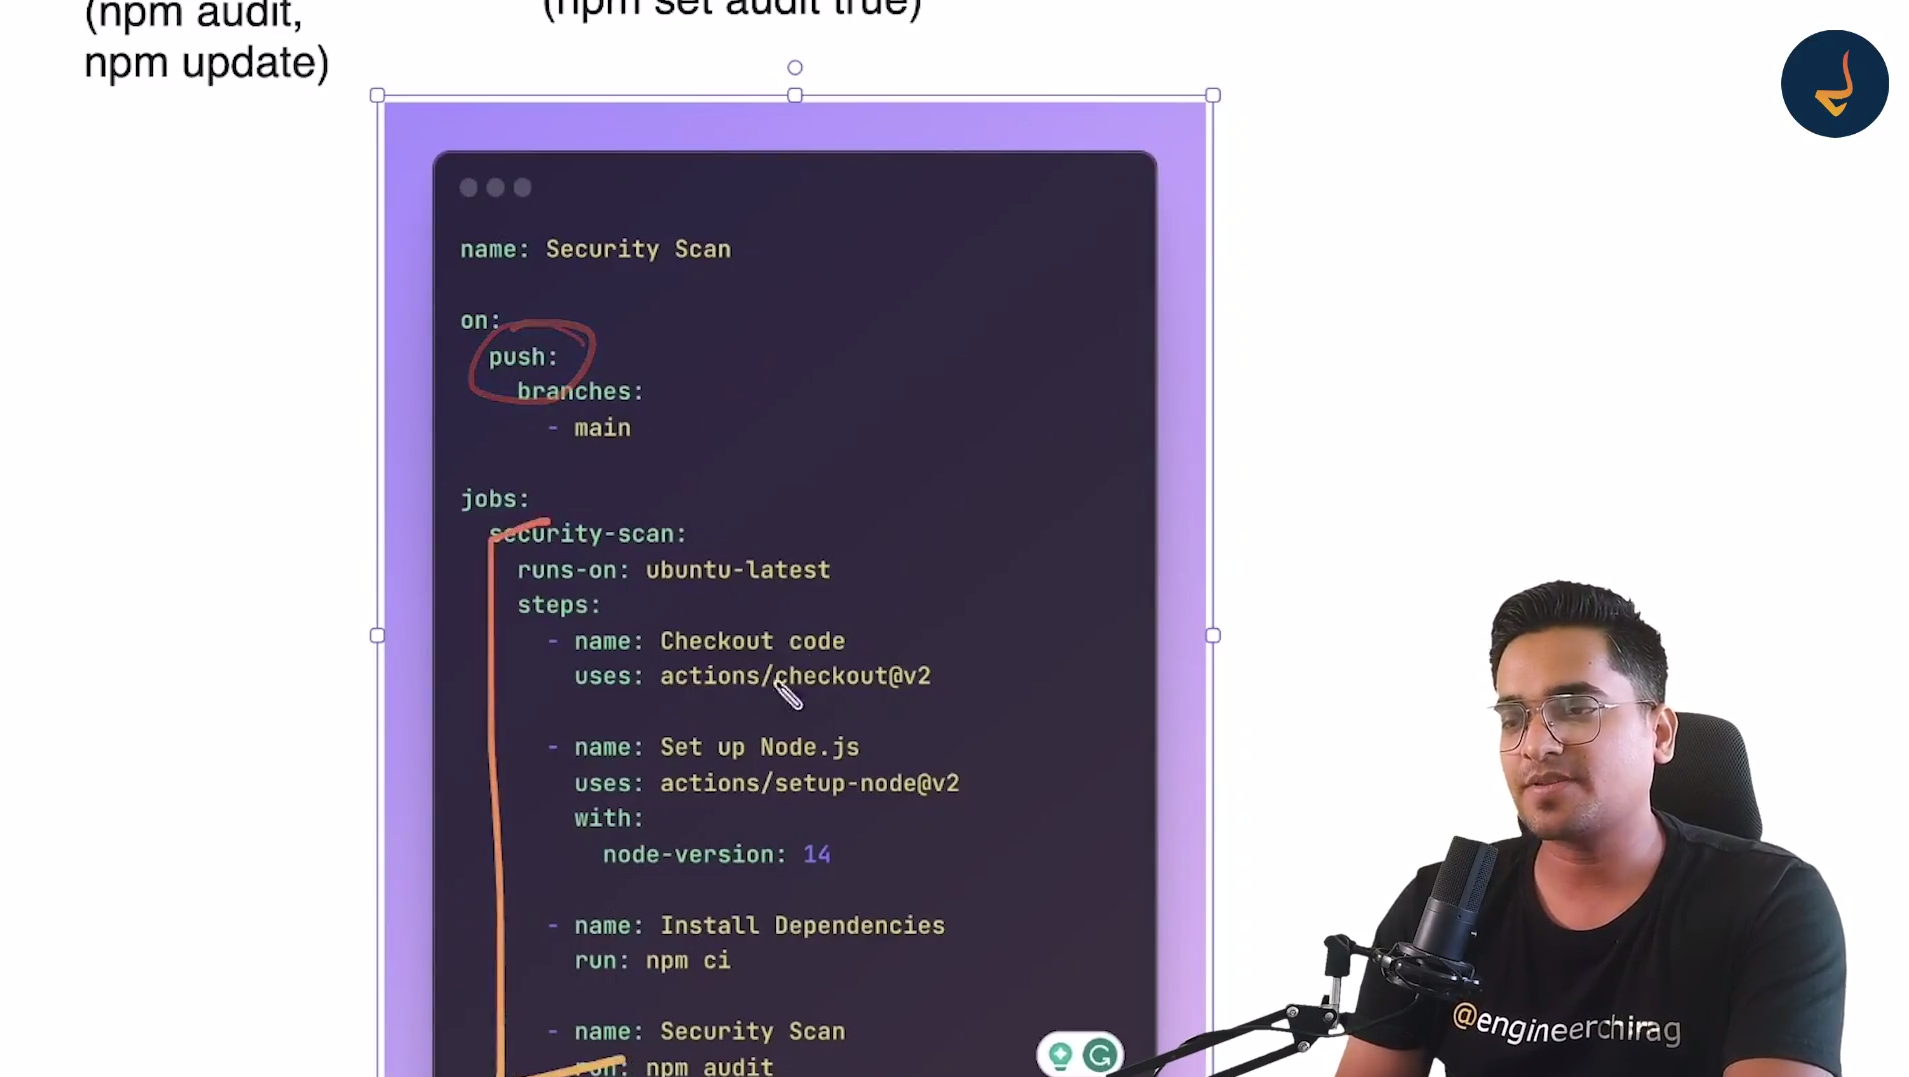 (npm audit,
npm update)
(npm set audit true)
name: Security Scan
on:
push:
branches:
- main
jobs:
security-scan:
runs-on: ubuntu-latest
steps:
- name: Checkout code
uses: actions/checkout@v2
- name: Set up Node.js
uses: actions/setup-node@v2
with:
node-version: 14
- name: Install Dependencies
run: npm ci
- name: Security Scan
run: npm audit
@engineerchirag